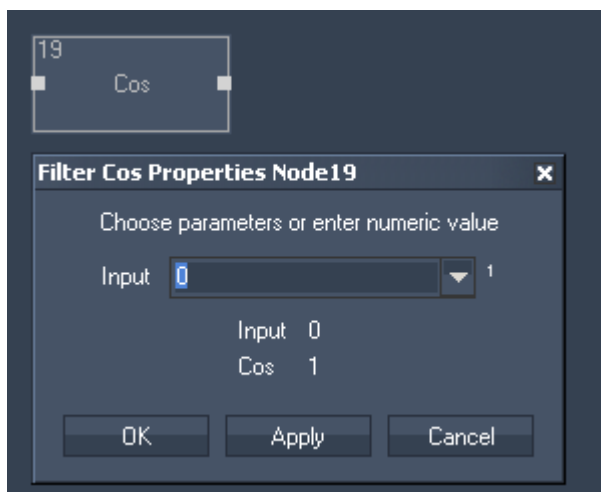 19
Cos
Filter Cos Properties Node19
Choose parameters or enter numeric value
Input 0 1
Input 0
Cos 1
OK Apply Cancel